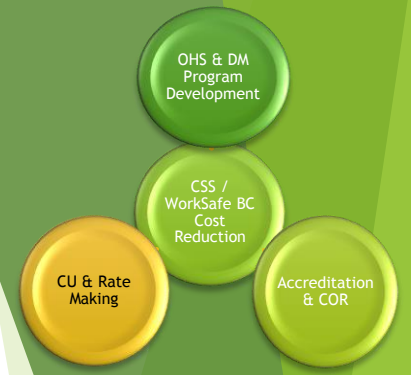 OHS & DM
Program
Development
CSS /
WorkSafe BC
Cost
Reduction
CU & Rate
Making
Accreditation
& COR